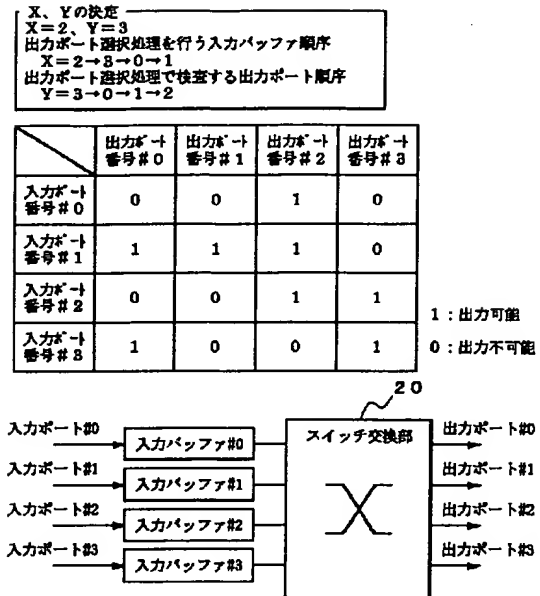 X、Yの決定
X＝2、Y＝3
出力ポート選択処理を行う入力バッファ順序
X＝2→3→0→1
出力ポート選択処理で検査する出力ポート順序
Y＝3→0→1→2
出力ポート番号#0 出力ポート番号#1 出力ポート番号#2 出力ポート番号#3
入力ポート番号#0 0 0 1 0
入力ポート番号#1 1 1 1 0
入力ポート番号#2 0 0 1 1
入力ポート番号#3 1 0 0 1
1：出力可能
0：出力不可能
20
入力ポート#0 入力バッファ#0 スイッチ交換部 出力ポート#0
入力ポート#1 入力バッファ#1 出力ポート#1
入力ポート#2 入力バッファ#2 出力ポート#2
入力ポート#3 入力バッファ#3 出力ポート#3